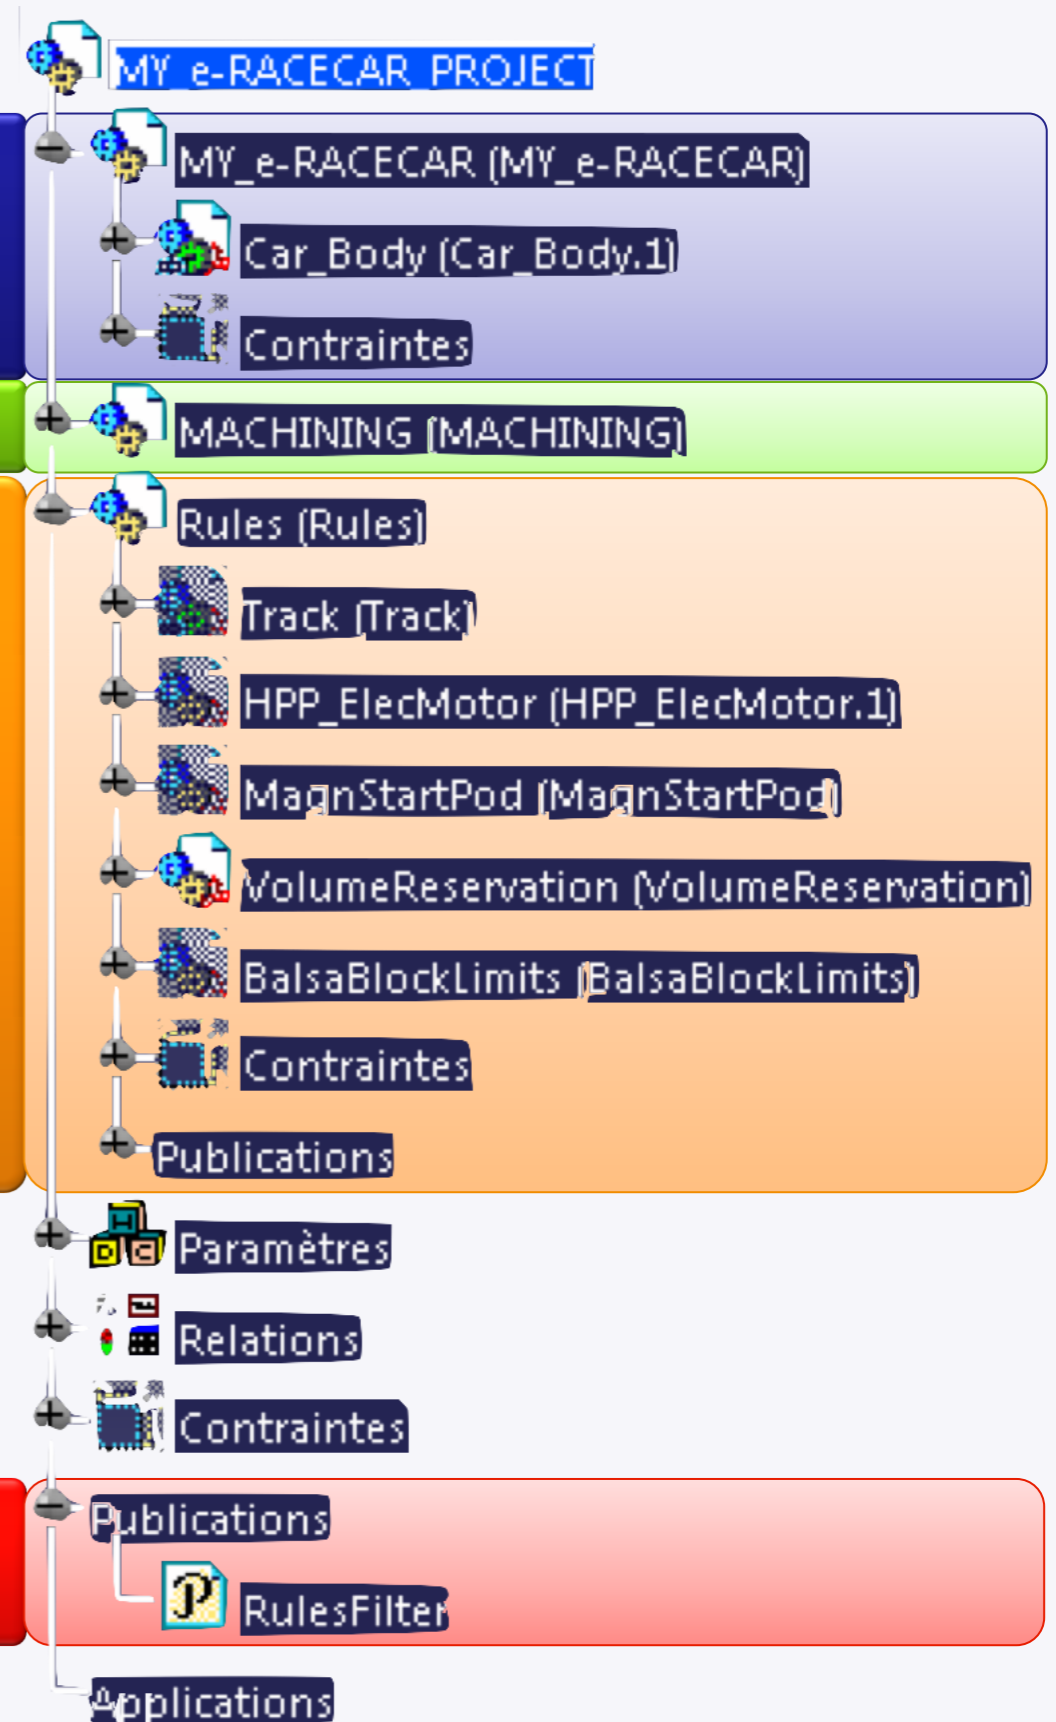 MY_e-RACECAR_PROJECT
MY_e-RACECAR (MY_e-RACECAR)
Car_Body (Car_Body.1)
Contraintes
MACHINING (MACHINING)
Rules (Rules)
Track (Track)
HPP_ElecMotor (HPP_ElecMotor.1)
MagnStartPod (MagnStartPod)
VolumeReservation (VolumeReservation)
BalsaBlockLimits (BalsaBlockLimits)
Contraintes
Publications
Paramètres
Relations
Contraintes
Publications
RulesFilter
Applications